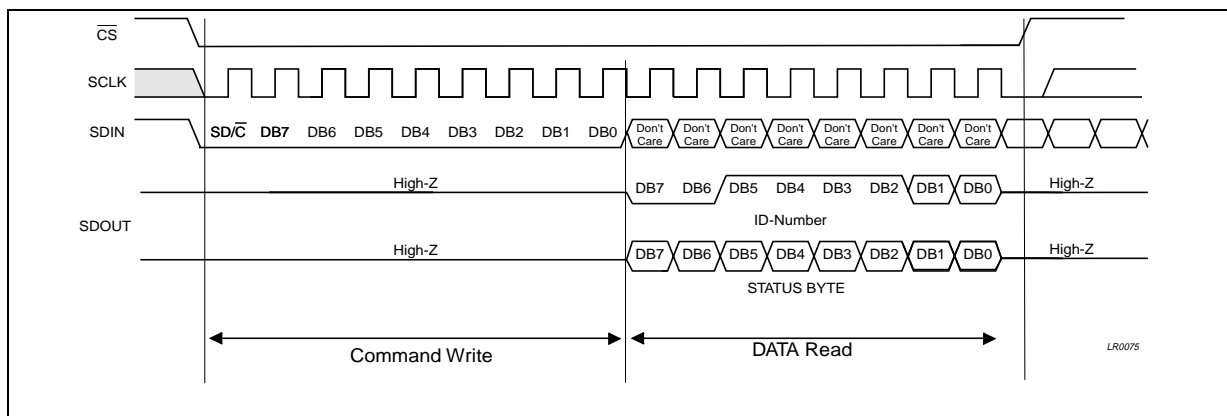 CS
SCLK
SDIN SD/C DB7 DB6 DB5 DB4 DB3 DB2 DB1 DB0 Don't Care Don't Care Don't Care Don't Care Don't Care Don't Care Don't Care Don't Care
High-Z DB7 DB6 DB5 DB4 DB3 DB2 DB1 DB0 High-Z
SDOUT
ID-Number
High-Z DB7 DB6 DB5 DB4 DB3 DB2 DB1 DB0 High-Z
STATUS BYTE
Command Write DATA Read
LR0075